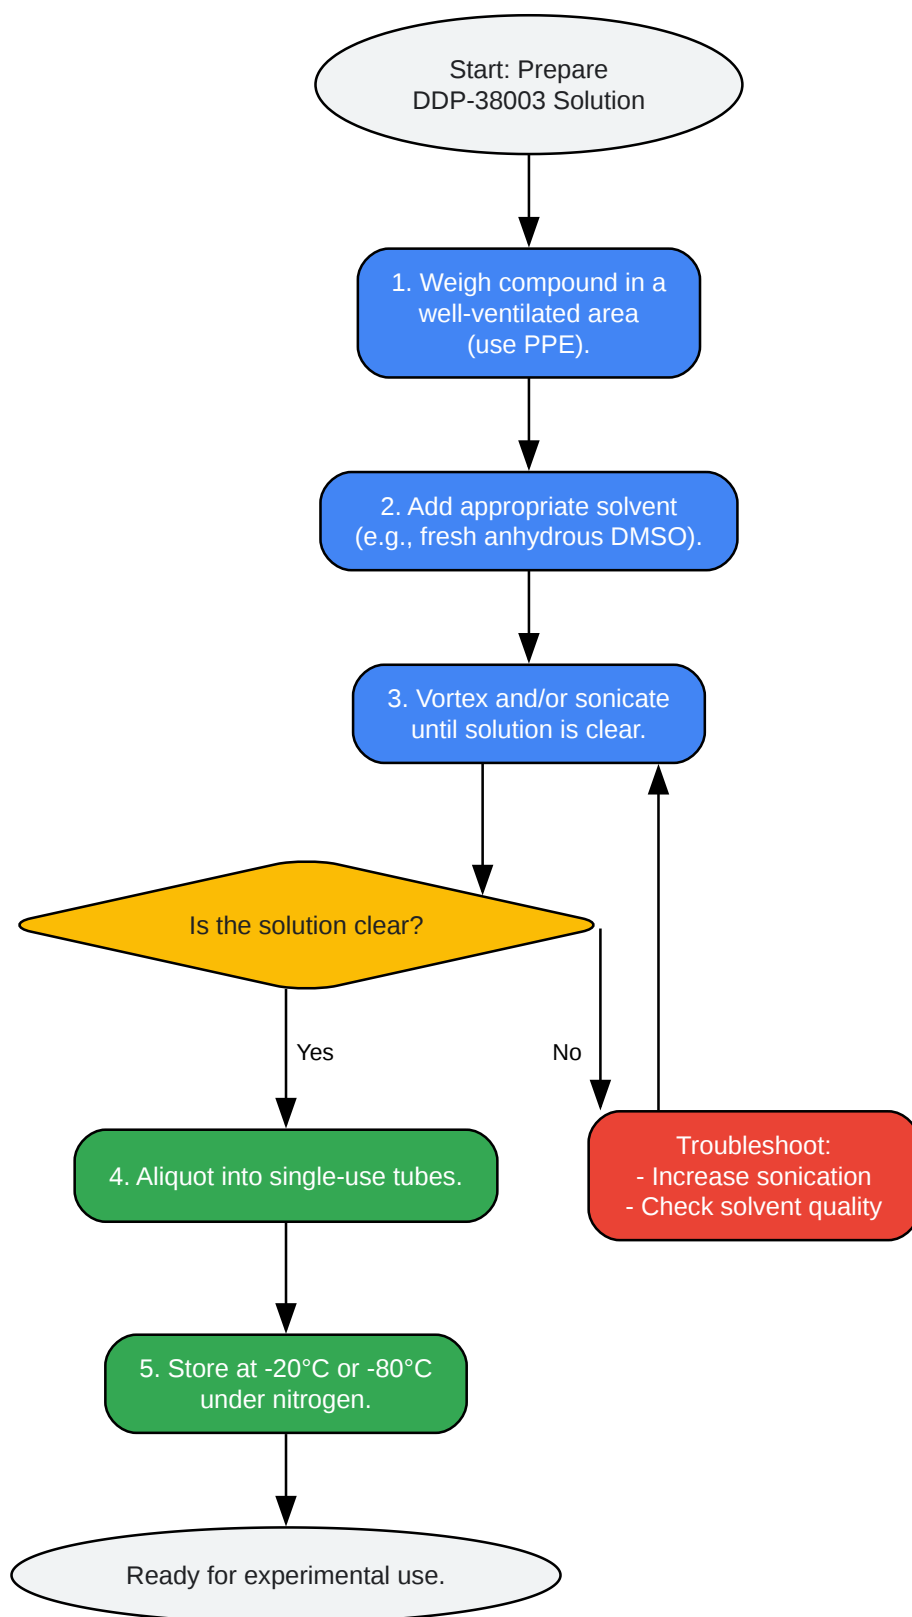 Start: Prepare
DDP-38003 Solution
1. Weigh compound in a
well-ventilated area
(use PPE).
2. Add appropriate solvent
(e.g., fresh anhydrous DMSO).
3. Vortex and/or sonicate
until solution is clear.
Is the solution clear?
Yes
No
4. Aliquot into single-use tubes.
Troubleshoot:
- Increase sonication
- Check solvent quality
5. Store at -20°C or -80°C
under nitrogen.
Ready for experimental use.